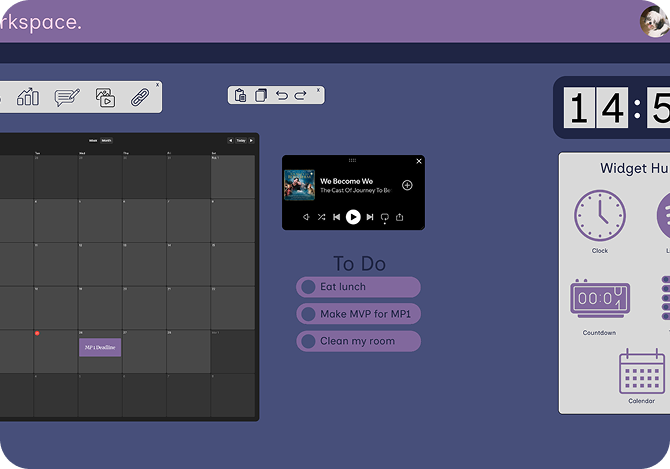 rkspace.
x
x
14:5
Week Month
Today
Tue Wed Thu Fri Sat
We Become We
The Cast Of Journey To Be
Widget Hu
Clock
To Do
Eat lunch
Make MVP for MP1
Clean my room
00:01
Countdown
MP1 Deadline
Calendar